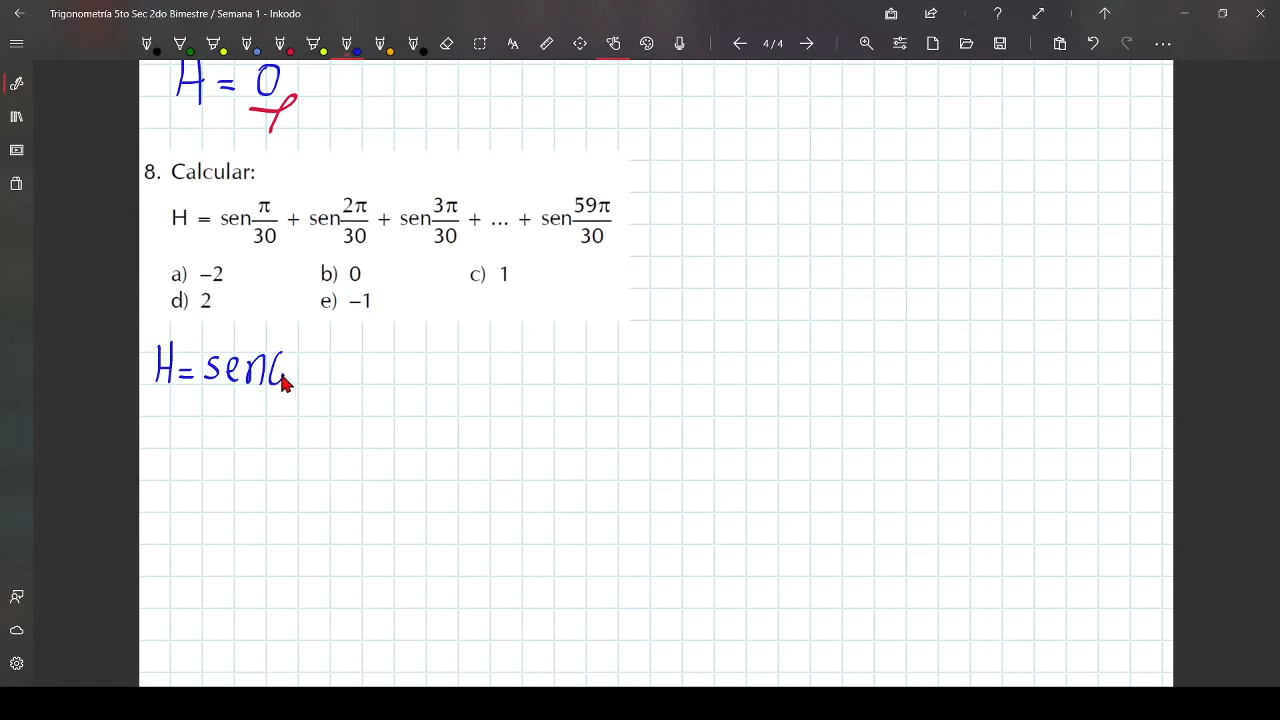 Trigonometría 5to Sec 2do Bimestre / Semana 1 - Inkodo
4/4
H = 0
8. Calcular:
H = sen π/30 + sen 2π/30 + sen 3π/30 + ... + sen 59π/30
a) –2 b) 0 c) 1
d) 2 e) –1
H = sen(